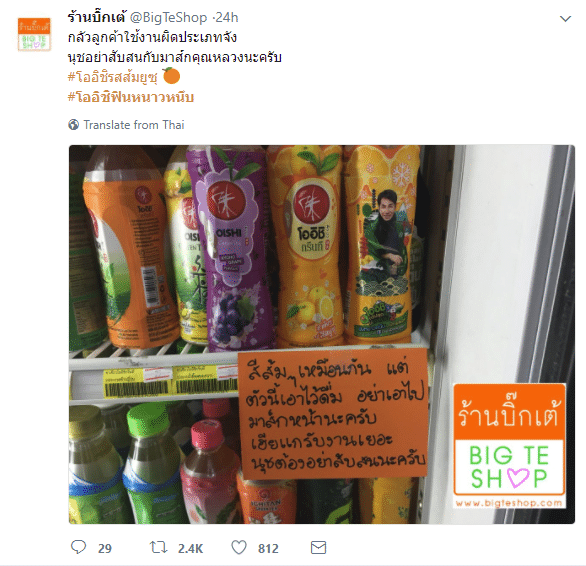 ร้านบิ๊กเต้ @BigTeShop · 24h
กลัวลูกค้าใช้งานผิดประเภทจัง
นุชอย่าสับสนกับมาส์กคุณหลวงนะครับ
#โออิชิรสส้มยูซุ
#โออิชิฟินหนาวหนึบ
Translate from Thai
OISHI
โออิชิ
กรีนที
สีส้มๆเหมือนกัน แต่
ตัวนี้เอาไว้ดื่ม อย่าเอาไป
มาส์กหน้านะครับ
เฮียแกรับงานเยอะ
นุชต้องอย่าสับสนนะครับ
ร้านบิ๊กเต้
BIG TE
SHOP
www.bigteshop.com
29 2.4K 812